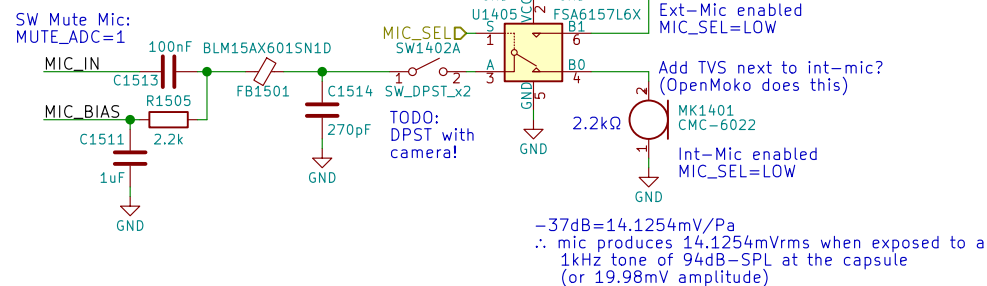 SW Mute Mic:
MUTE_ADC=1
MIC_IN
100nF
C1513
BLM15AX601SN1D
FB1501
MIC_BIAS
R1505
2.2k
C1511
1uF
GND
C1514
270pF
GND
MIC_SEL
SW1402A
1
2
SW_DPST_x2
TODO:
DPST with
camera!
U1405
FSA6157L6X
VCC
2
S
1
A
3
B1
6
B0
4
GND
5
GND
Ext-Mic enabled
MIC_SEL=LOW
Add TVS next to int-mic?
(OpenMoko does this)
2
2.2kΩ
MK1401
CMC-6022
1
GND
Int-Mic enabled
MIC_SEL=LOW
-37dB=14.1254mV/Pa
∴ mic produces 14.1254mVrms when exposed to a
1kHz tone of 94dB-SPL at the capsule
(or 19.98mV amplitude)